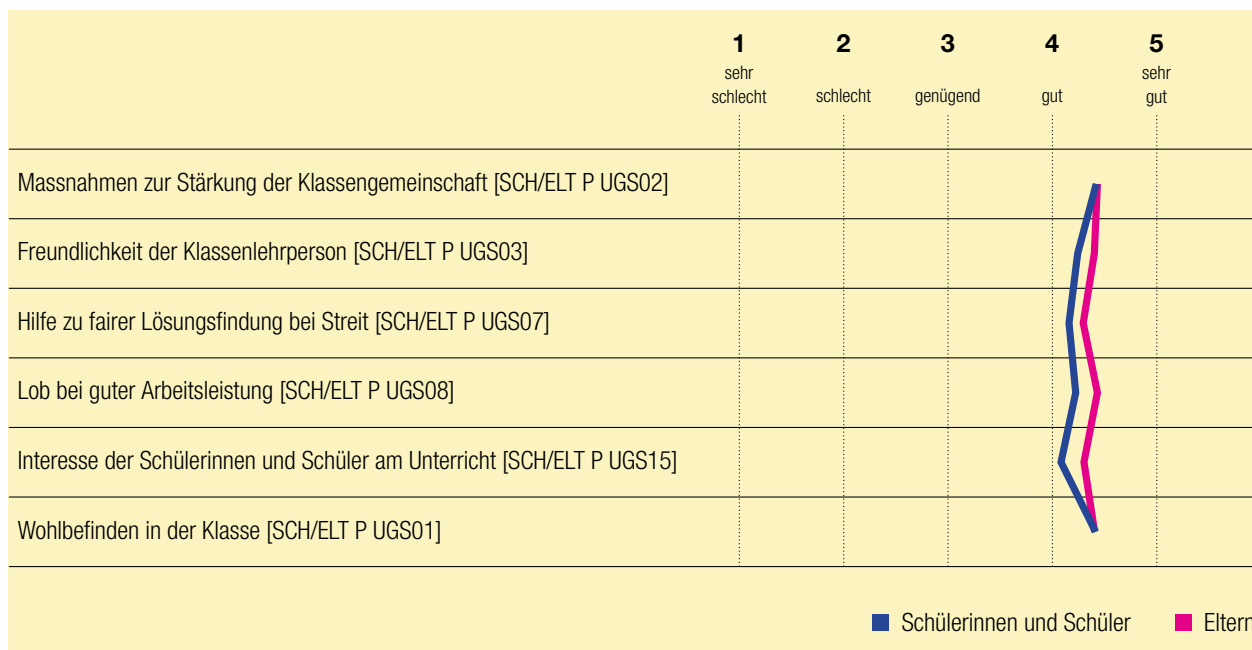 1 2 3 4 5
sehr sehr
schlecht schlecht genügend gut gut
Massnahmen zur Stärkung der Klassengemeinschaft [SCH/ELT P UGS02]
Freundlichkeit der Klassenlehrperson [SCH/ELT P UGS03]
Hilfe zu fairer Lösungsfindung bei Streit [SCH/ELT P UGS07]
Lob bei guter Arbeitsleistung [SCH/ELT P UGS08]
Interesse der Schülerinnen und Schüler am Unterricht [SCH/ELT P UGS15]
Wohlbefinden in der Klasse [SCH/ELT P UGS01]
Schülerinnen und Schüler Eltern